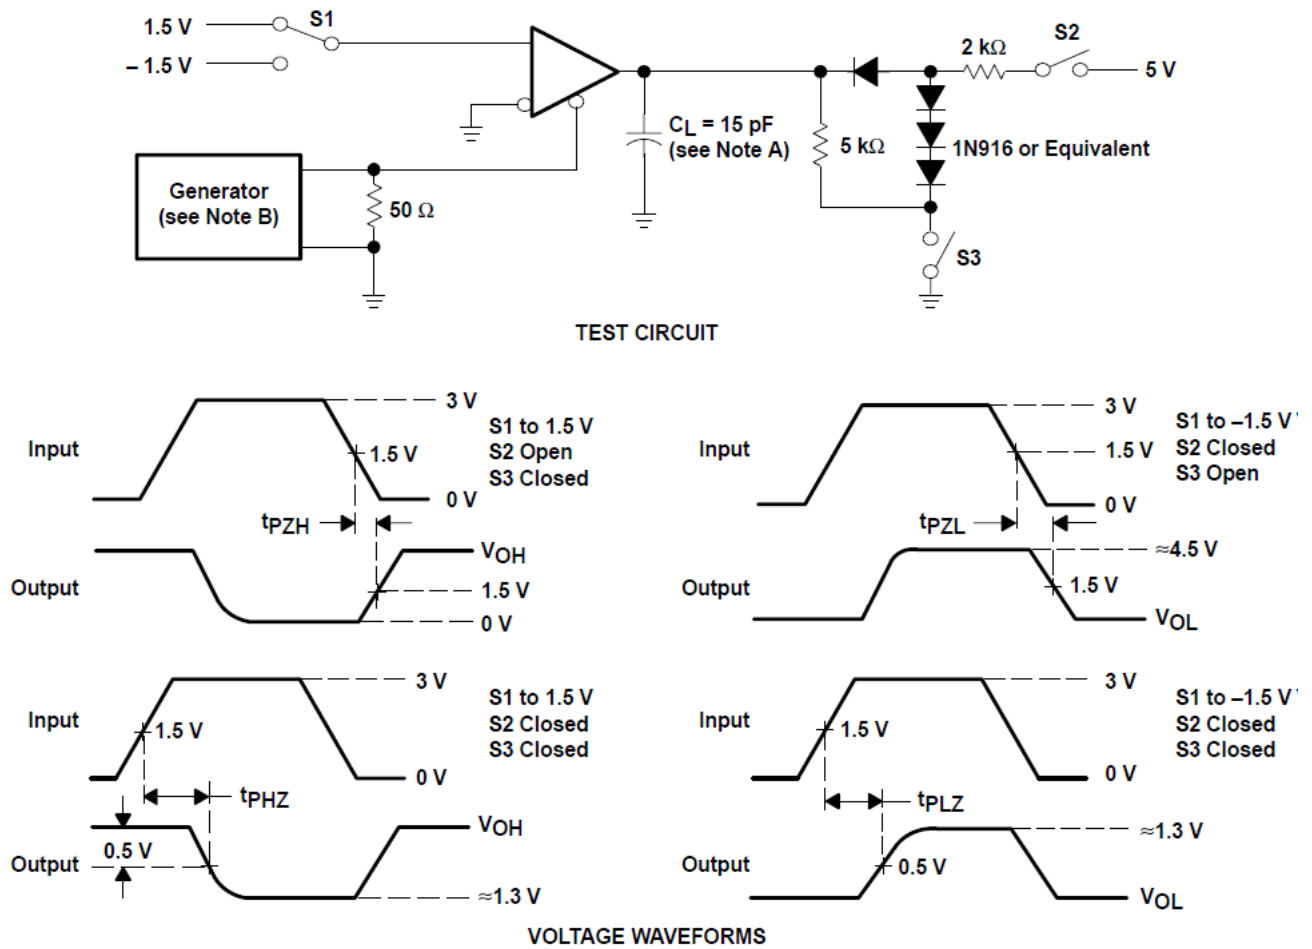 1.5 V
S1
– 1.5 V
2 kΩ
S2
5 V
CL = 15 pF
(see Note A)
5 kΩ
1N916 or Equivalent
Generator
(see Note B)
50 Ω
S3
TEST CIRCUIT
Input
3 V
1.5 V
0 V
S1 to 1.5 V
S2 Open
S3 Closed
tPZH
Output
VOH
1.5 V
0 V
Input
3 V
1.5 V
0 V
S1 to –1.5 V
S2 Closed
S3 Open
tPZL
Output
≈4.5 V
1.5 V
VOL
Input
3 V
1.5 V
0 V
S1 to 1.5 V
S2 Closed
S3 Closed
tPHZ
Output
0.5 V
VOH
≈1.3 V
Input
3 V
1.5 V
0 V
S1 to –1.5 V
S2 Closed
S3 Closed
tPLZ
Output
≈1.3 V
0.5 V
VOL
VOLTAGE WAVEFORMS